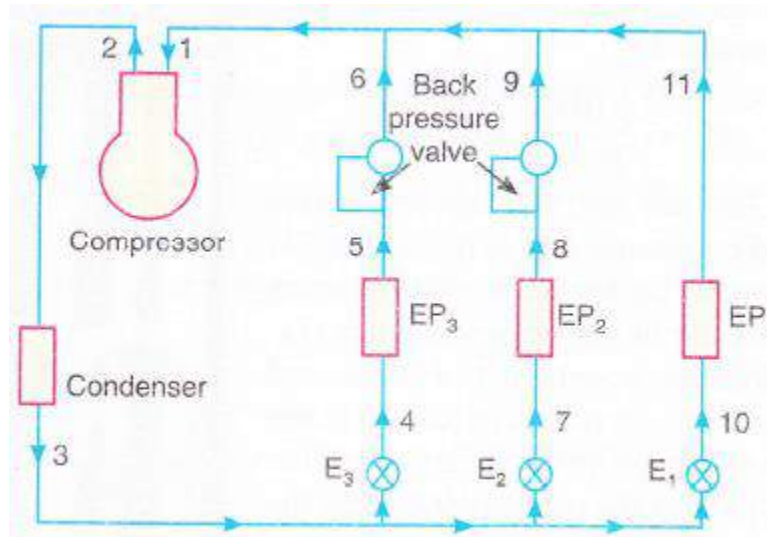 2 1
6 Back 9 11
pressure
valve
Compressor
5 8
EP₃ EP₂ EP
Condenser
4 7 10
3
E₃ E₂ E₁